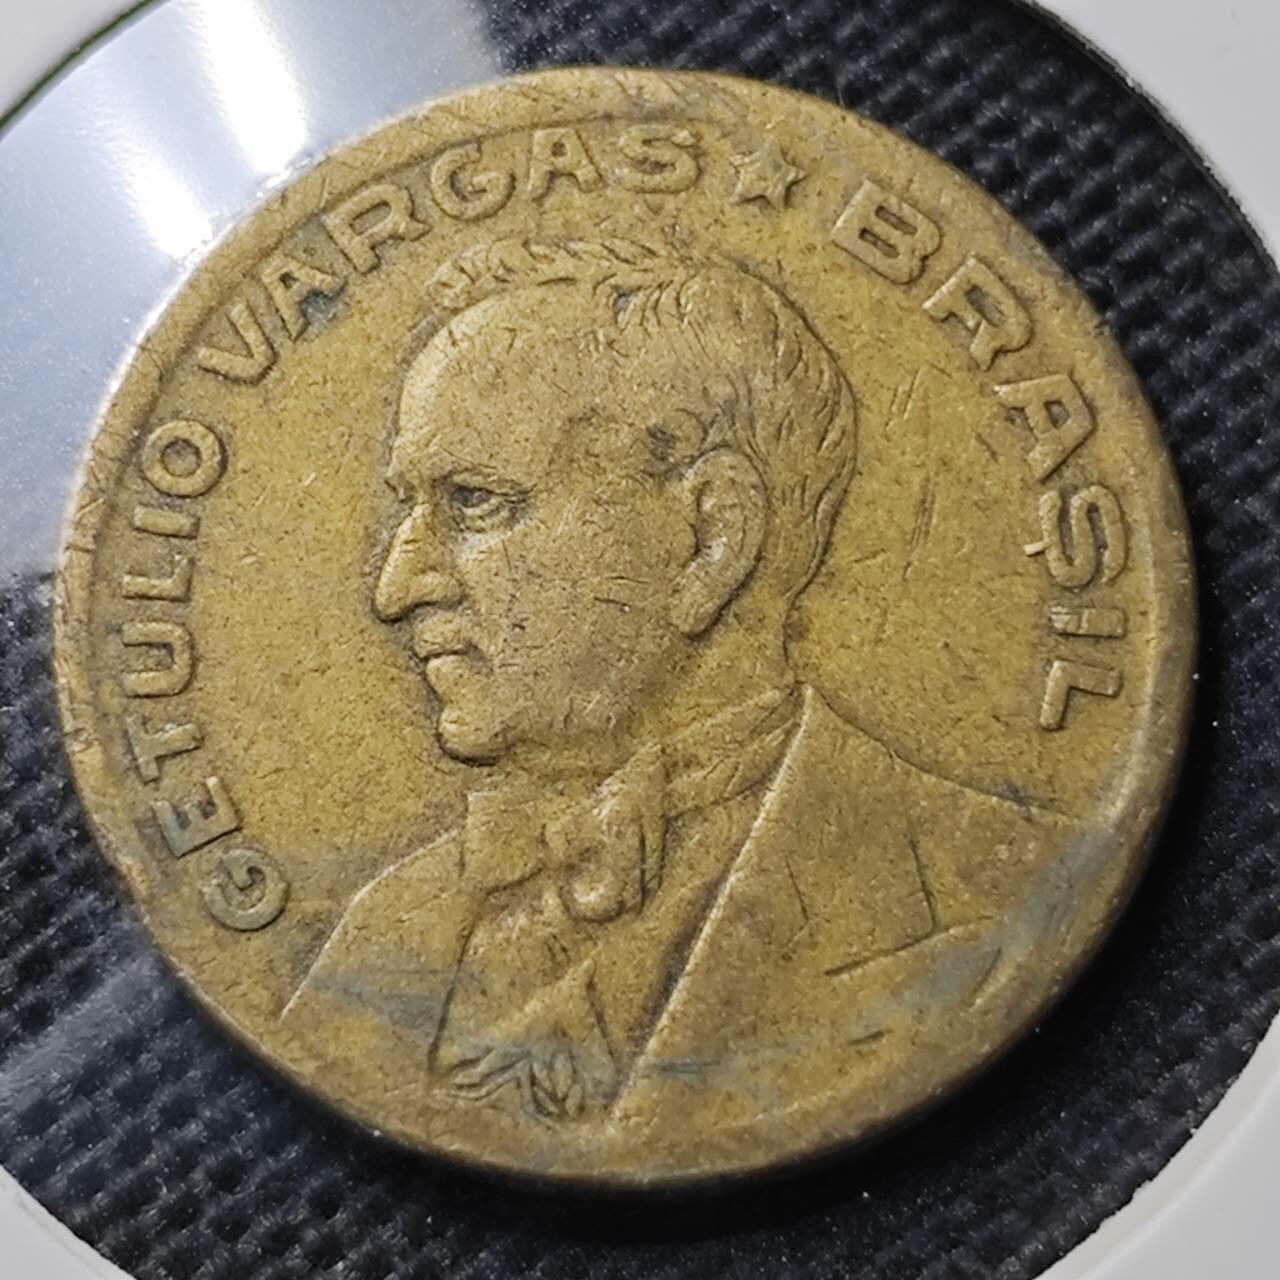 GETULIO VARGAS ★ BRASIL